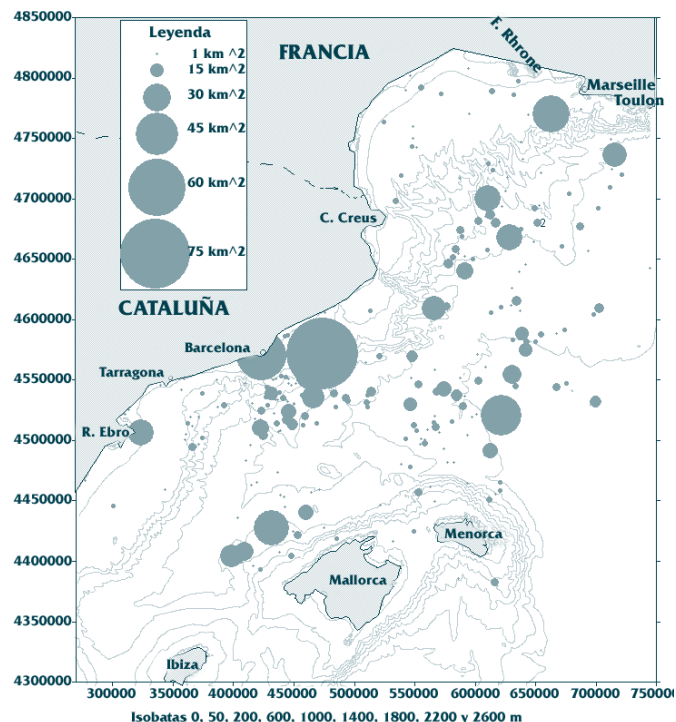 4850000
4800000
4750000
4700000
4650000
4600000
4550000
4500000
4450000
4400000
4350000
4300000
Leyenda
1 km ^2
15 km^2
30 km^2
45 km^2
60 km^2
75 km^2
FRANCIA
F. Rhrone
Marseille
Toulon
C. Creus
2
CATALUÑA
Barcelona
Tarragona
R. Ebro
Menorca
Mallorca
Ibiza
300000 350000 400000 450000 500000 550000 600000 650000 700000 750000
Isobatas 0, 50, 200, 600, 1000, 1400, 1800, 2200 y 2600 m